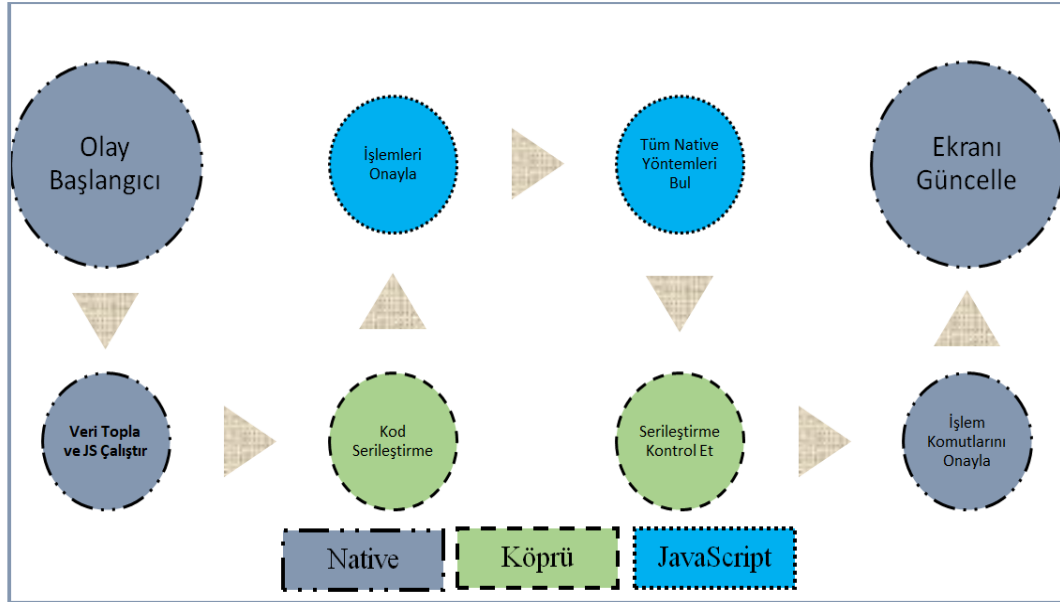 Olay
Başlangıcı
Veri Topla
ve JS Çalıştır
Kod
Serileştirme
İşlemleri
Onayla
Tüm Native
Yöntemleri
Bul
Serileştirme
Kontrol Et
İşlem
Komutlarını
Onayla
Ekranı
Güncelle
Native
Köprü
JavaScript